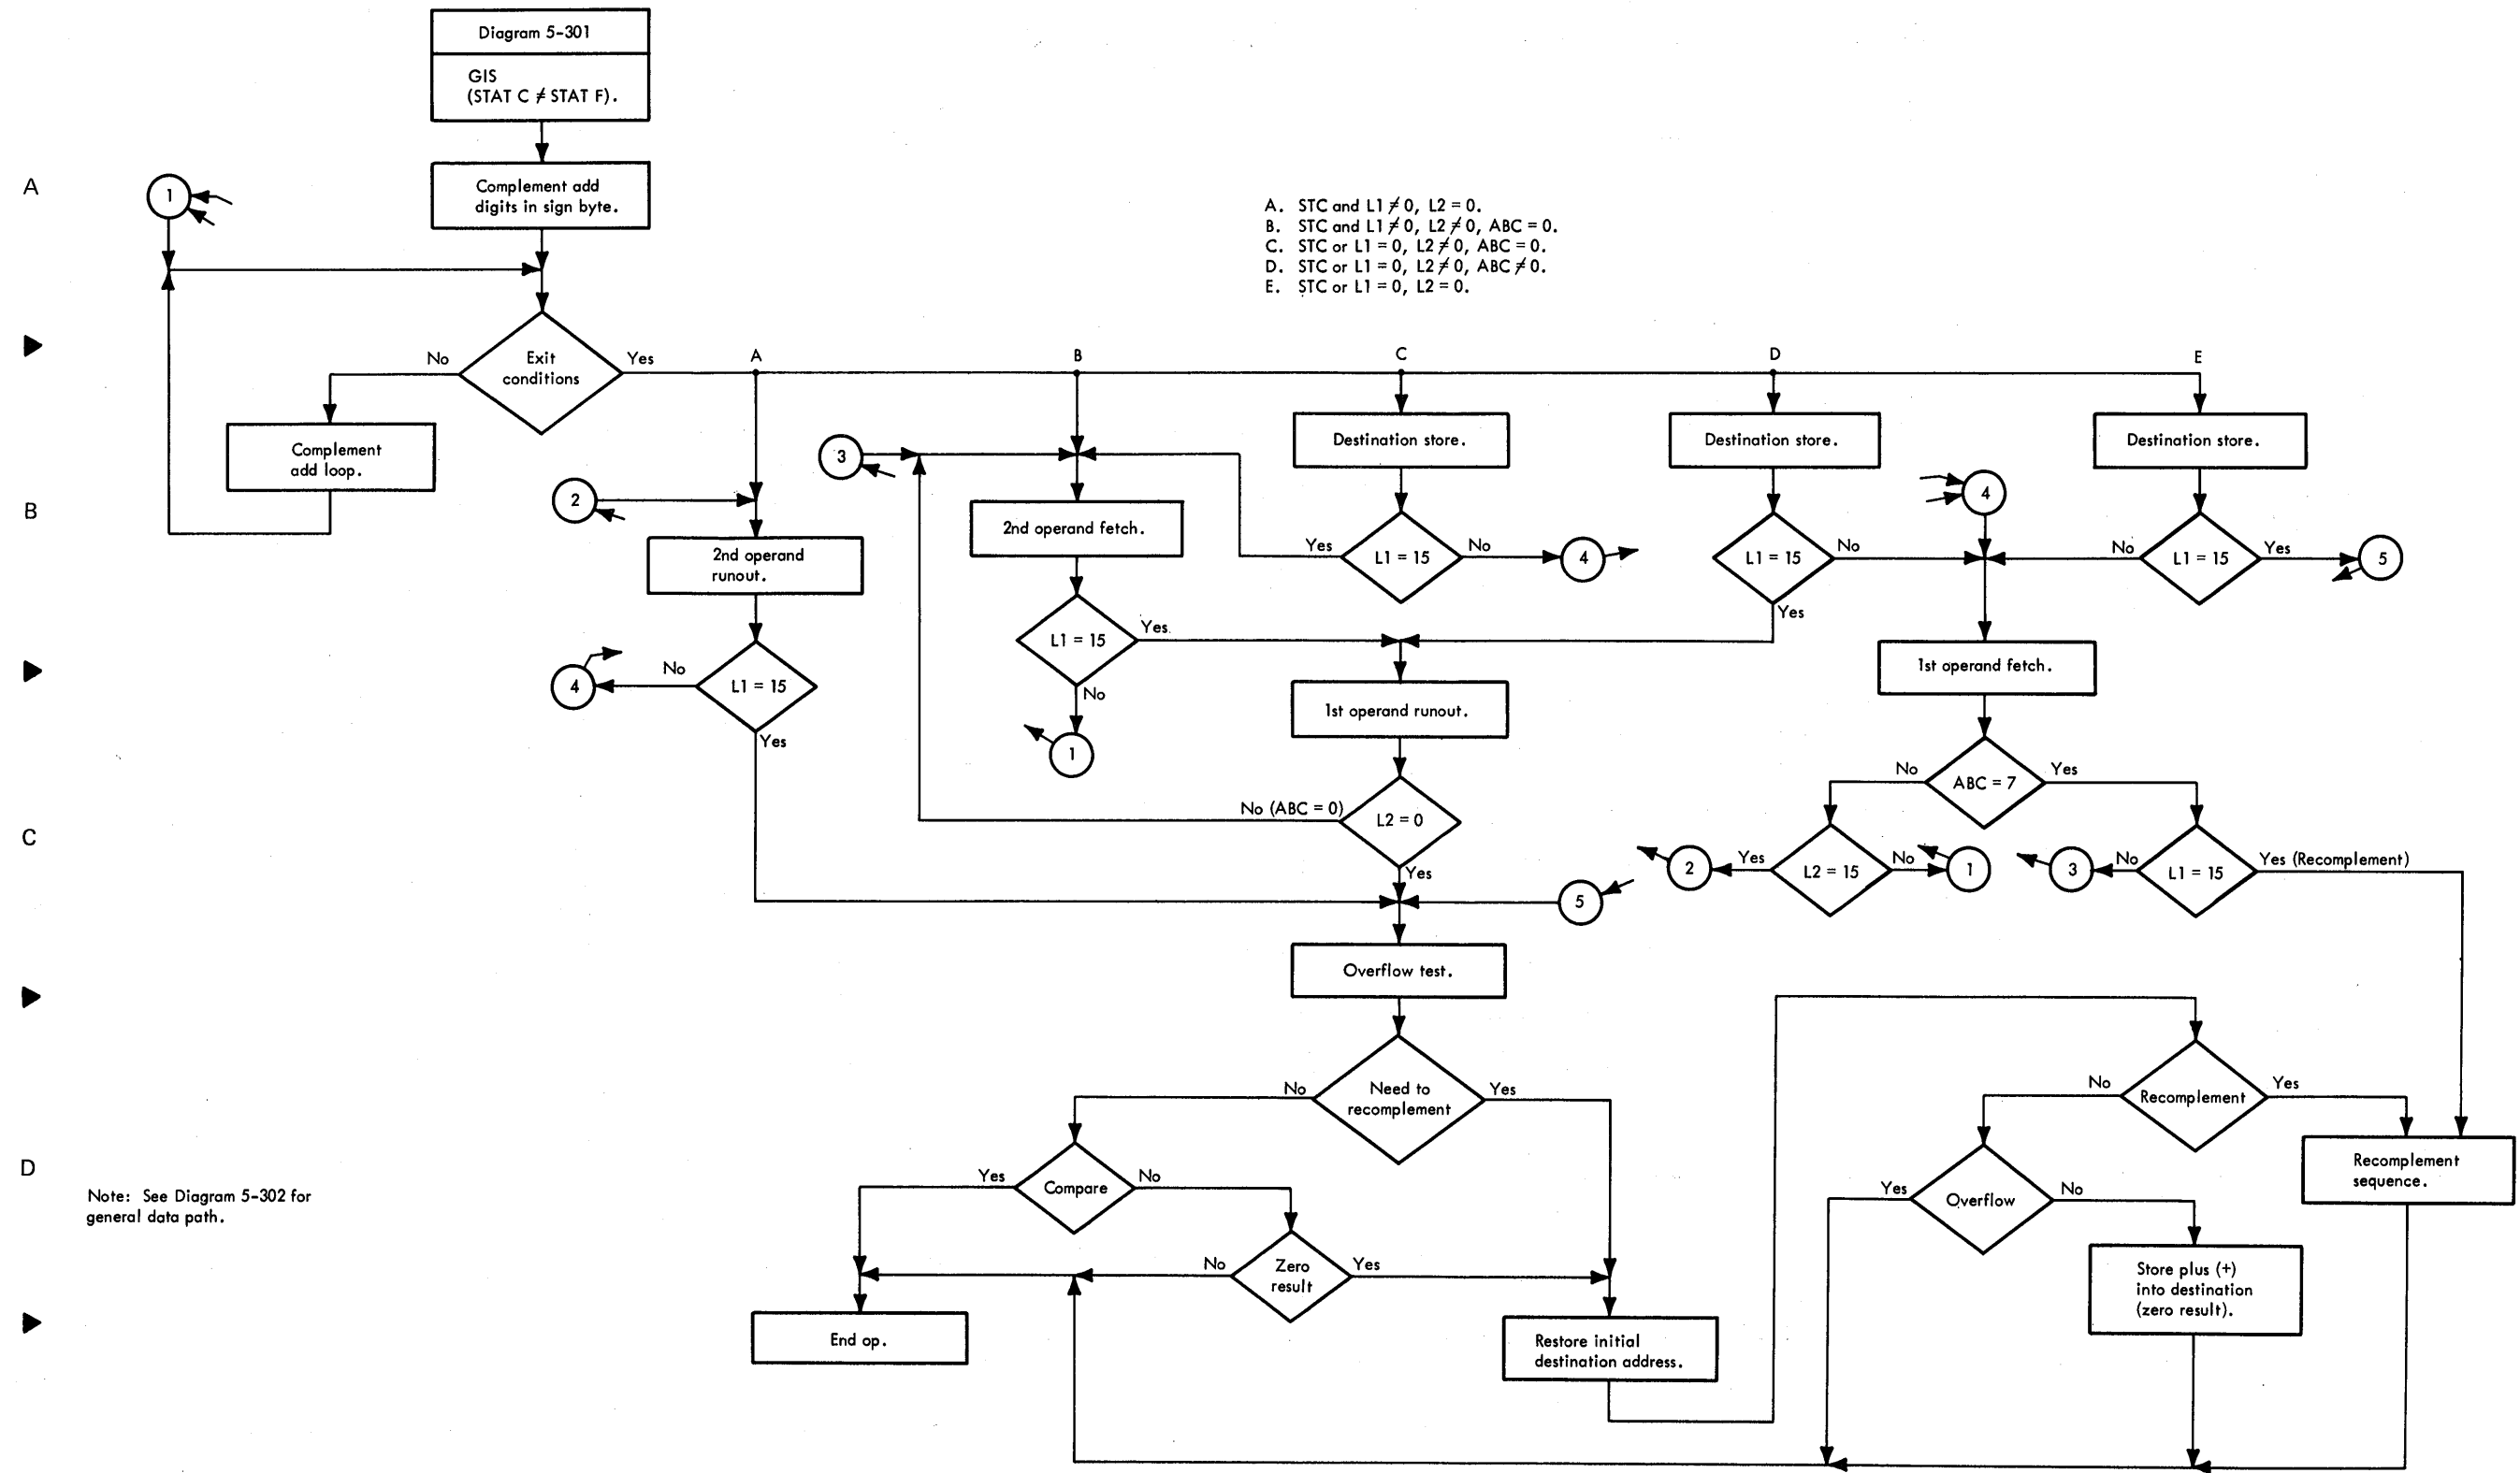 Diagram 5-301
GIS
(STAT C ≠ STAT F).
A
1
Complement add
digits in sign byte.
A. STC and L1 ≠ 0, L2 = 0.
B. STC and L1 ≠ 0, L2 ≠ 0, ABC = 0.
C. STC or L1 = 0, L2 ≠ 0, ABC = 0.
D. STC or L1 = 0, L2 ≠ 0, ABC ≠ 0.
E. STC or L1 = 0, L2 = 0.
No
Exit
conditions
Yes
A
B
C
D
E
Complement
add loop.
3
Destination store.
Destination store.
Destination store.
B
2
4
2nd operand fetch.
2nd operand
runout.
Yes
L1 = 15
No
4
L1 = 15
No
Yes
No
L1 = 15
Yes
5
L1 = 15
Yes
No
4
No
L1 = 15
Yes
1
1st operand runout.
1st operand fetch.
No
ABC = 7
Yes
C
No (ABC = 0)
L2 = 0
Yes
2
Yes
L2 = 15
No
1
3
No
L1 = 15
Yes (Recomplement)
5
Overflow test.
No
Need to
recomplement
Yes
No
Recomplement
Yes
D
Note: See Diagram 5-302 for
general data path.
Yes
Compare
No
Yes
Overflow
No
Recomplement
sequence.
No
Zero
result
Yes
Store plus (+)
into destination
(zero result).
End op.
Restore initial
destination address.